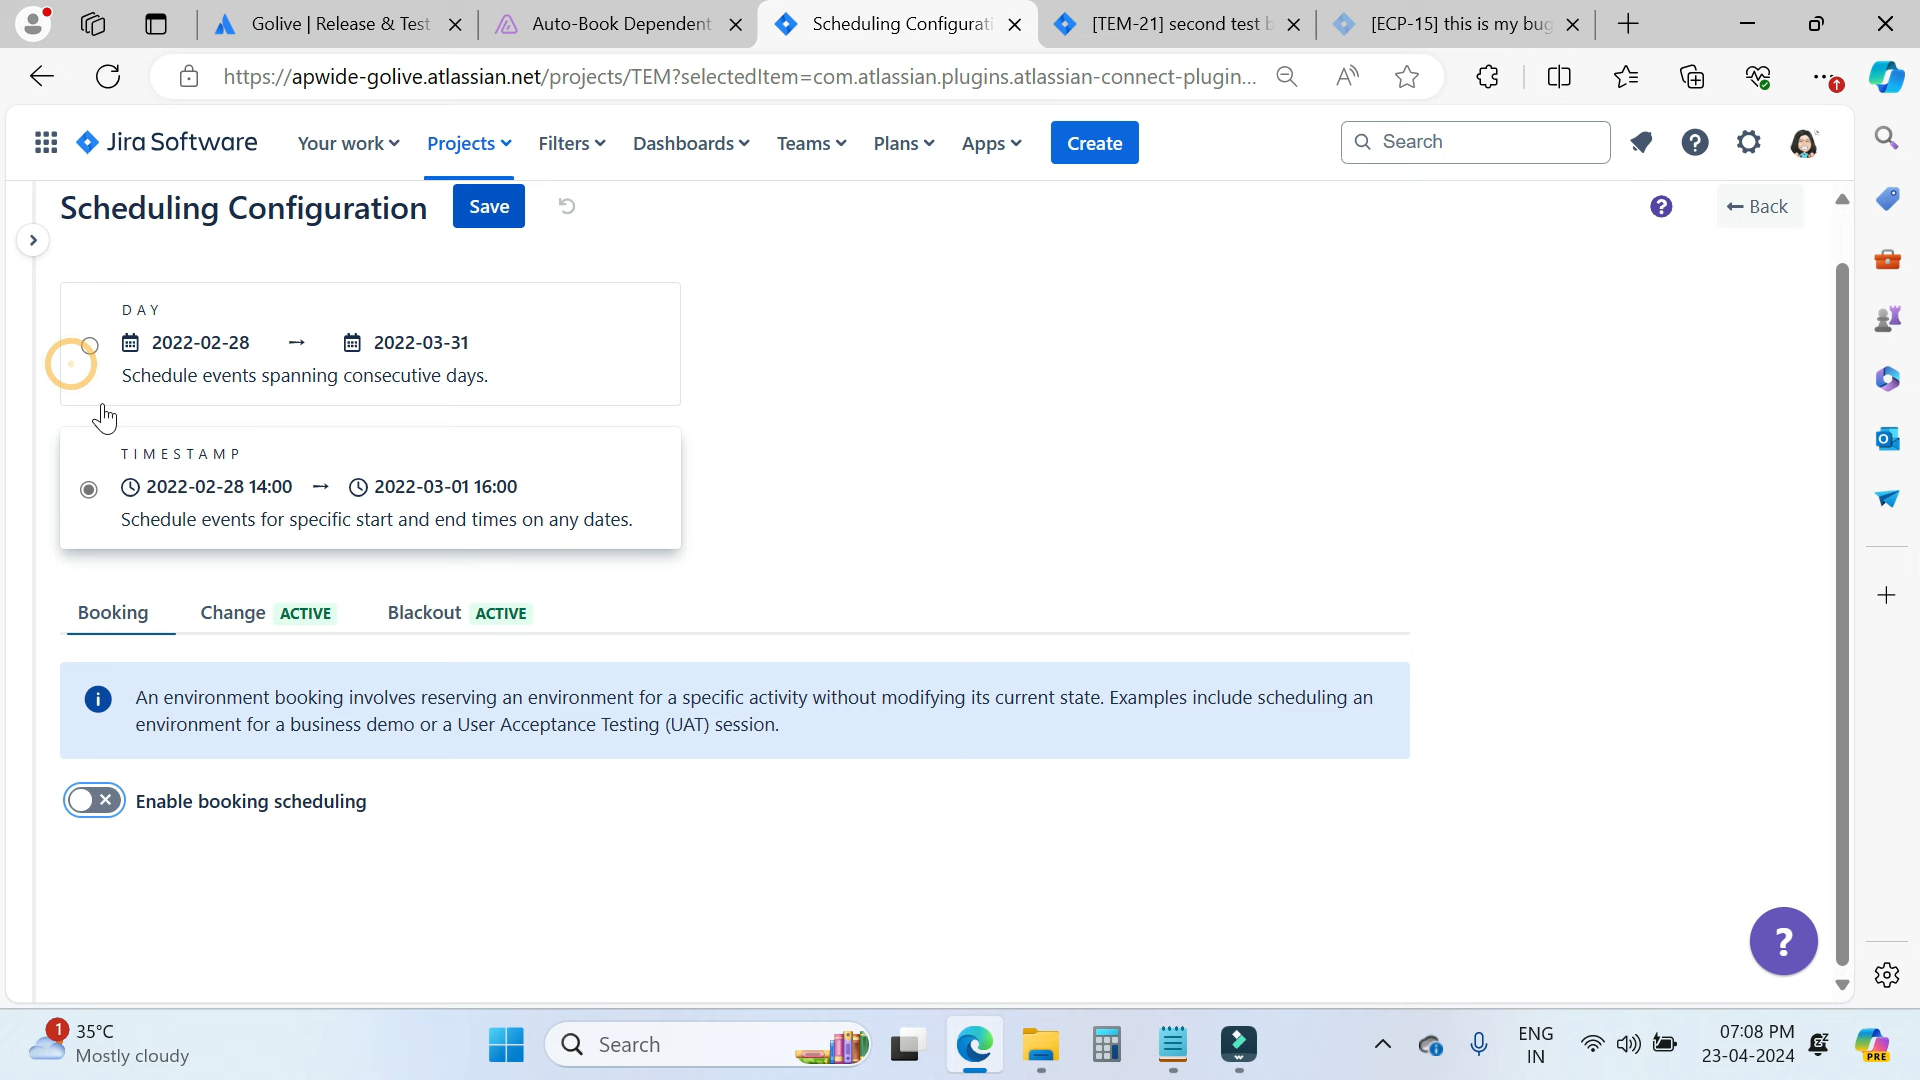 Golive | Release & Test
Auto-Book Dependent
Scheduling Configurati
[TEM-21] second test b
[ECP-15] this is my bug
https://apwide-golive.atlassian.net/projects/TEM?selectedItem=com.atlassian.plugins.atlassian-connect-plugin...
Jira Software
Your work
Projects
Filters
Dashboards
Teams
Plans
Apps
Create
Search
Scheduling Configuration
Save
?
Back
DAY
2022-02-28 → 2022-03-31
Schedule events spanning consecutive days.
TIMESTAMP
2022-02-28 14:00 → 2022-03-01 16:00
Schedule events for specific start and end times on any dates.
Booking
Change ACTIVE
Blackout ACTIVE
An environment booking involves reserving an environment for a specific activity without modifying its current state. Examples include scheduling an
environment for a business demo or a User Acceptance Testing (UAT) session.
Enable booking scheduling
?
1
35°C
Mostly cloudy
Search
ENG
IN
07:08 PM
23-04-2024
PRE